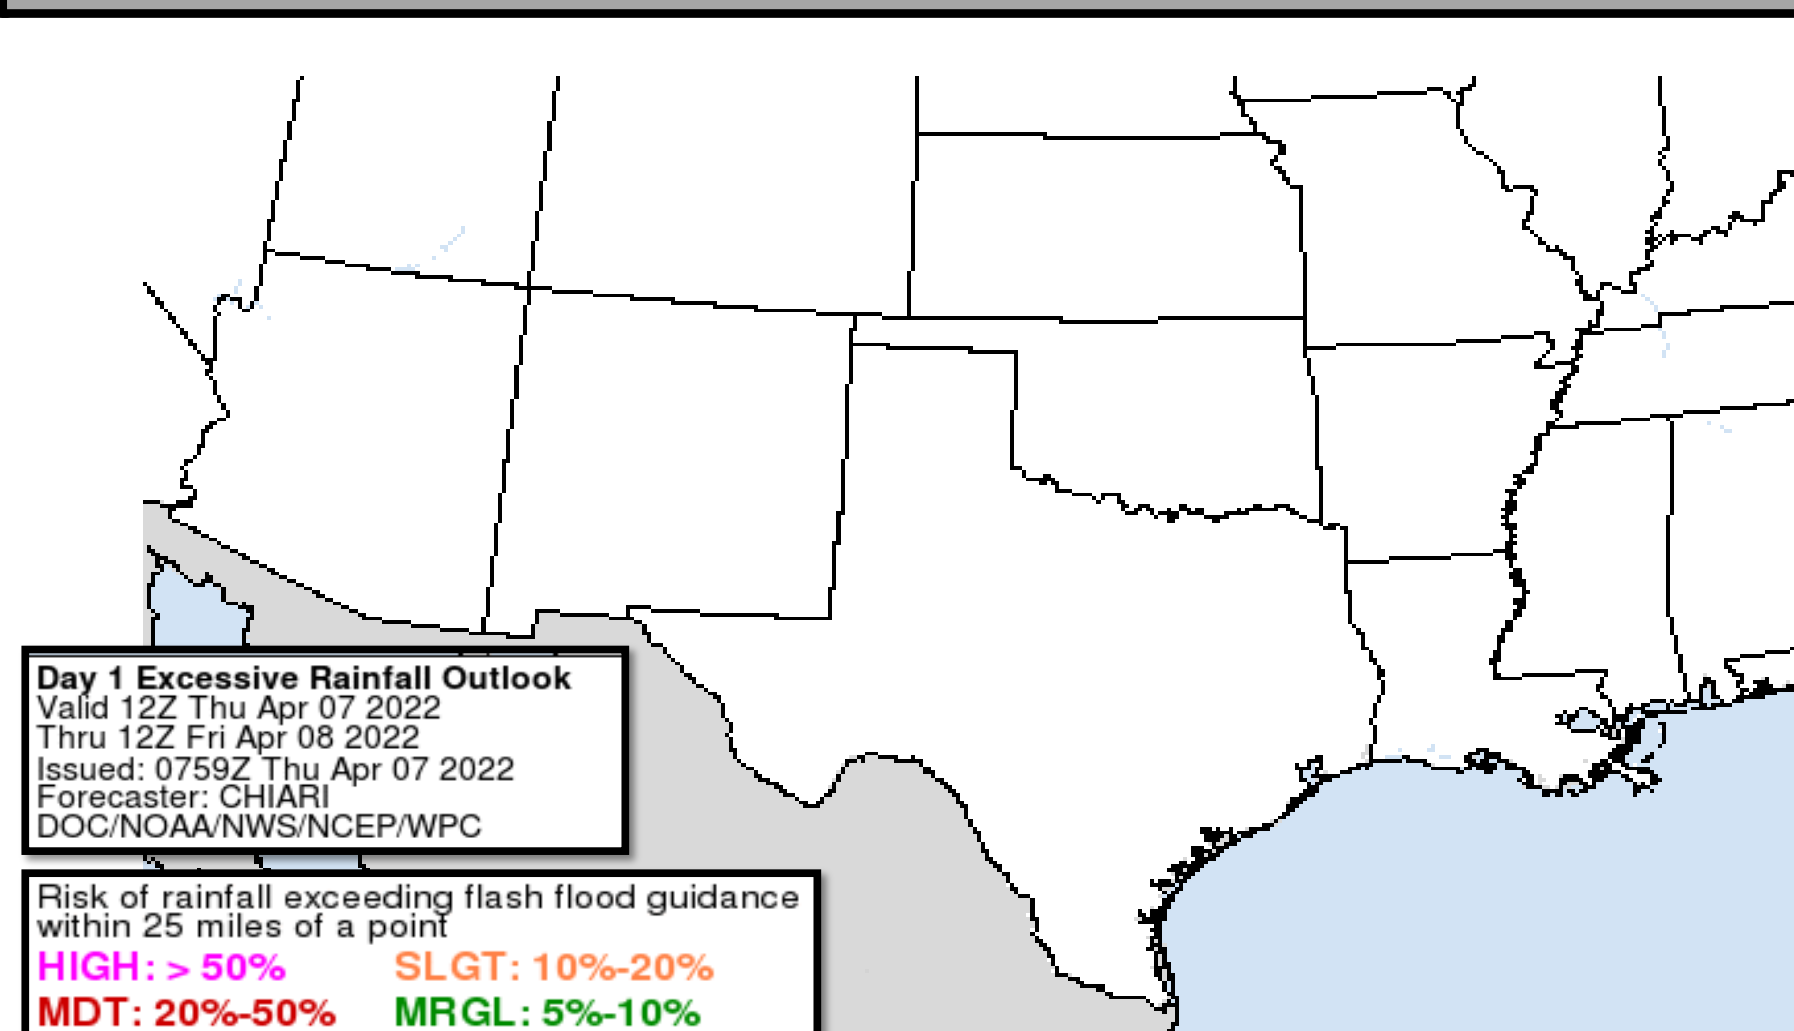 Day 1 Excessive Rainfall Outlook
Valid 12Z Thu Apr 07 2022
Thru 12Z Fri Apr 08 2022
Issued: 0759Z Thu Apr 07 2022
Forecaster: CHIARI
DOC/NOAA/NWS/NCEP/WPC
Risk of rainfall exceeding flash flood guidance
within 25 miles of a point
HIGH: > 50% SLGT: 10%-20%
MDT: 20%-50% MRGL: 5%-10%